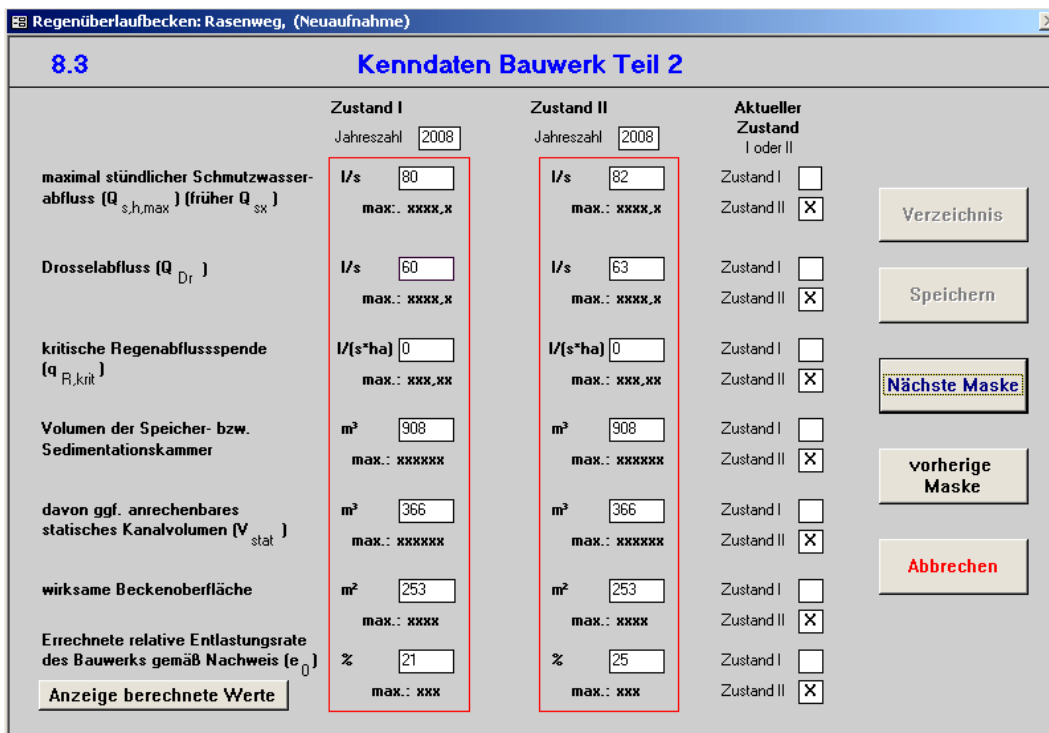 Regenüberlaufbecken: Rasenweg, (Neuaufnahme)
8.3 Kenndaten Bauwerk Teil 2
Zustand I Zustand II Aktueller
Zustand
I oder II
Jahreszahl 2008 Jahreszahl 2008
maximal stündlicher Schmutzwasser- l/s 80 l/s 82 Zustand I
abfluss (Q s,h,max ) (früher Q sx ) max:. xxxx,x max.: xxxx,x Zustand II X
Verzeichnis
Drosselabfluss (Q Dr ) l/s 60 l/s 63 Zustand I
max.: xxxx,x max.: xxxx,x Zustand II X
Speichern
kritische Regenabflussspende l/(s*ha) 0 l/(s*ha) 0 Zustand I
(q R,krit ) max.: xxx,xx max.: xxx,xx Zustand II X
Nächste Maske
Volumen der Speicher- bzw. m³ 908 m³ 908 Zustand I
Sedimentationskammer max.: xxxxxx max.: xxxxxx Zustand II X
vorherige
Maske
davon ggf. anrechenbares m³ 366 m³ 366 Zustand I
statisches Kanalvolumen (V stat ) max.: xxxxxx max.: xxxxxx Zustand II X
Abbrechen
wirksame Beckenoberfläche m² 253 m² 253 Zustand I
max.: xxxx max.: xxxx Zustand II X
Errechnete relative Entlastungsrate
des Bauwerks gemäß Nachweis (e 0 ) % 21 % 25 Zustand I
Anzeige berechnete Werte max.: xxx max.: xxx Zustand II X